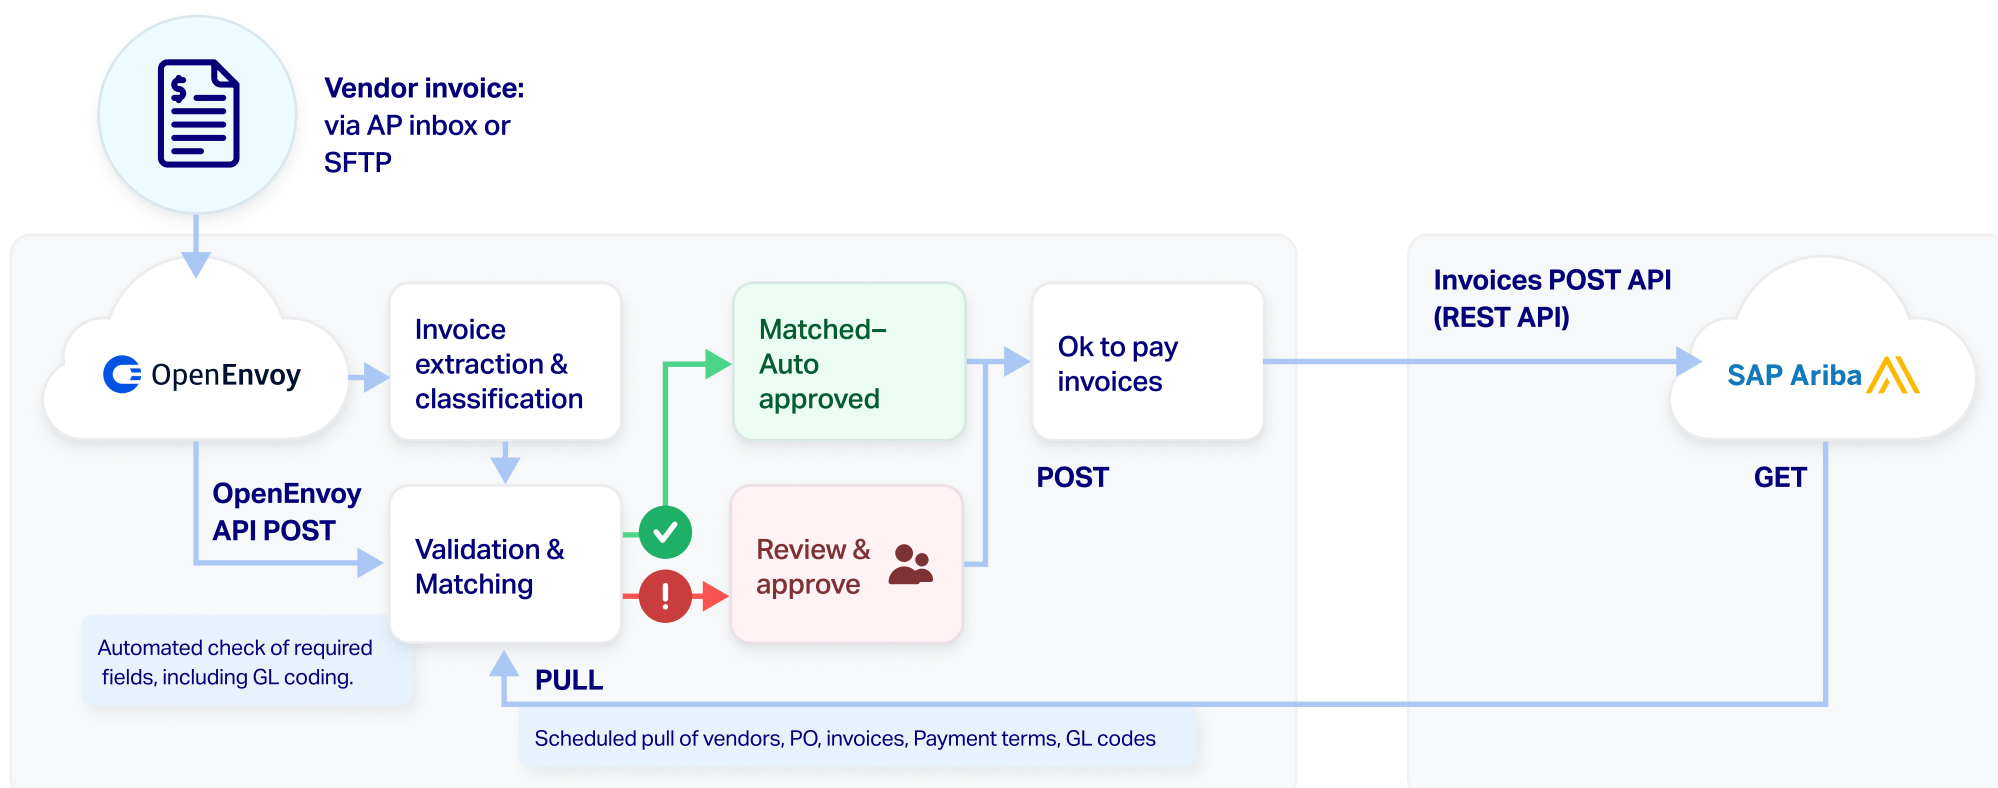 Vendor invoice:
via AP inbox or
SFTP
OpenEnvoy
Invoice
extraction &
classification
Matched–
Auto
approved
Ok to pay
invoices
Invoices POST API
(REST API)
SAP Ariba
OpenEnvoy
API POST
Validation &
Matching
Review &
approve
POST
GET
Automated check of required
fields, including GL coding.
PULL
Scheduled pull of vendors, PO, invoices, Payment terms, GL codes